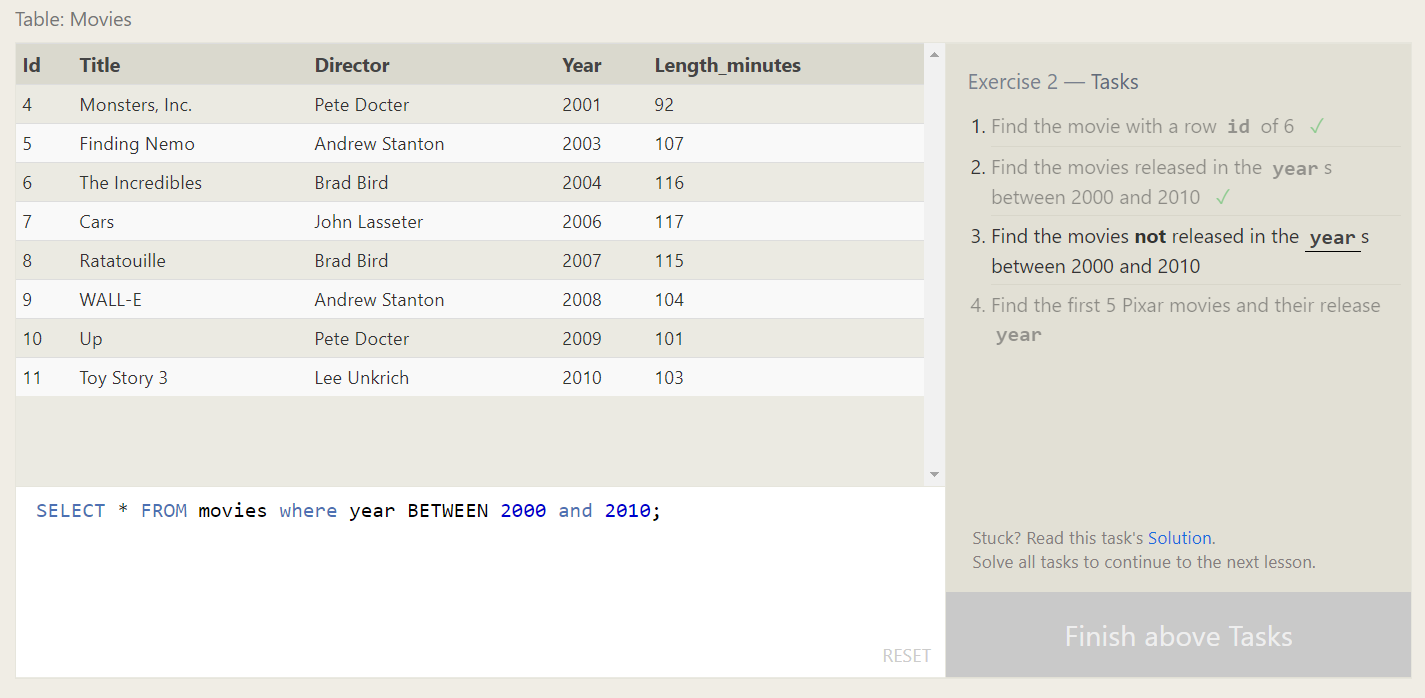 Table: Movies
Id Title Director Year Length_minutes
4 Monsters, Inc. Pete Docter 2001 92
5 Finding Nemo Andrew Stanton 2003 107
6 The Incredibles Brad Bird 2004 116
7 Cars John Lasseter 2006 117
8 Ratatouille Brad Bird 2007 115
9 WALL-E Andrew Stanton 2008 104
10 Up Pete Docter 2009 101
11 Toy Story 3 Lee Unkrich 2010 103
SELECT * FROM movies where year BETWEEN 2000 and 2010;
RESET
Exercise 2 — Tasks
1. Find the movie with a row id of 6 ✓
2. Find the movies released in the year s
between 2000 and 2010 ✓
3. Find the movies not released in the year s
between 2000 and 2010
4. Find the first 5 Pixar movies and their release
year
Stuck? Read this task's Solution.
Solve all tasks to continue to the next lesson.
Finish above Tasks